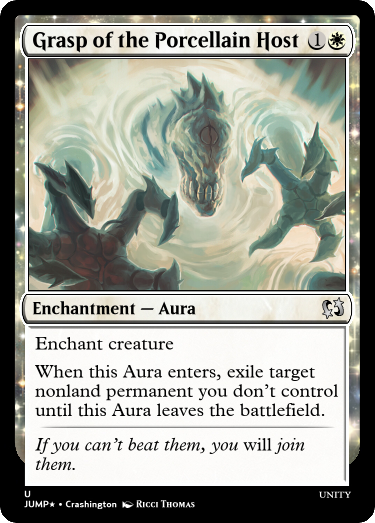 Grasp of the Porcellain Host 1
Enchantment — Aura
Enchant creature
When this Aura enters, exile target
nonland permanent you don't control
until this Aura leaves the battlefield.
If you can't beat them, you will join
them.
U UNITY
JUMP★ • Crashington Ricci Thomas